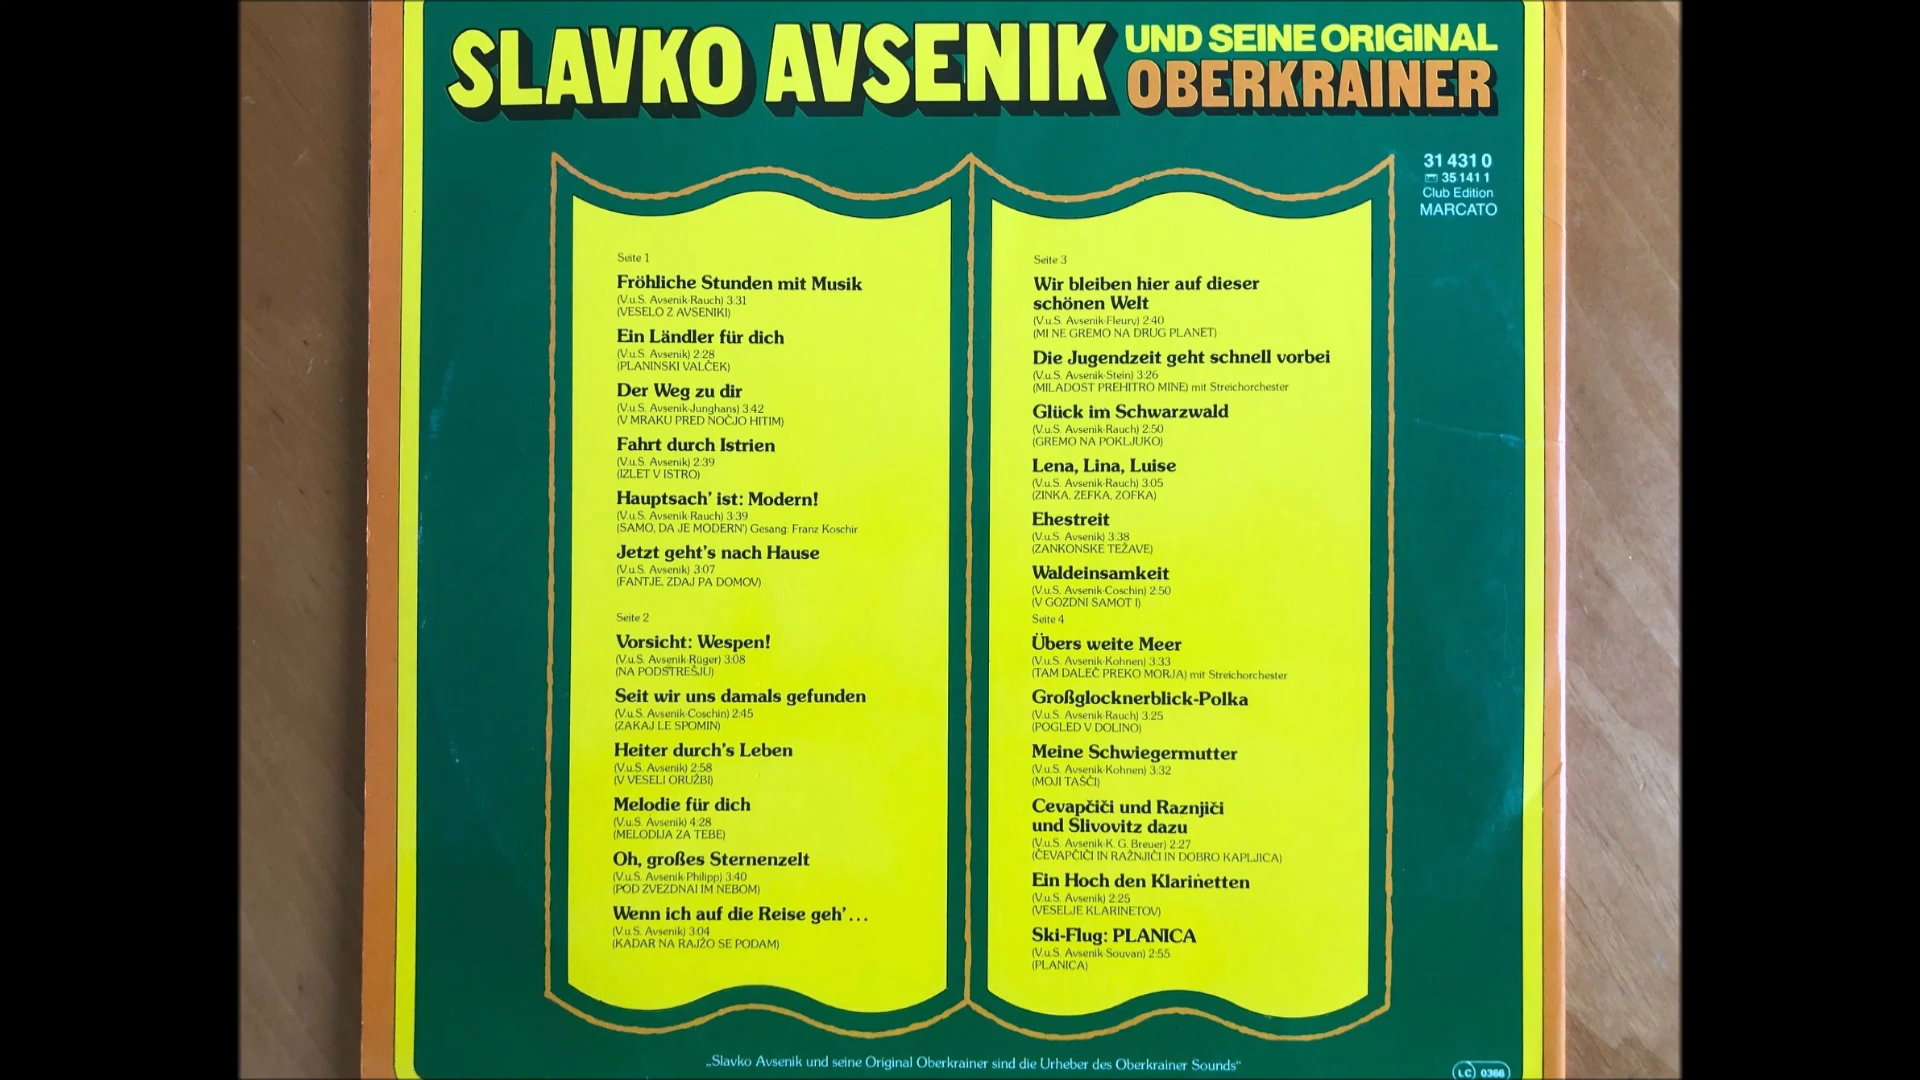 SLAVKO AVSENIK
UND SEINE ORIGINAL
OBERKRAINER
31 431 0
35 141 1
Club Edition
MARCATO
Seite 1
Fröhliche Stunden mit Musik
(V.u.S. Avsenik-Rauch) 3:31
(VESELO Z AVSENIKI)
Ein Ländler für dich
(V.u.S. Avsenik) 2:28
(PLANINSKI VALČEK)
Der Weg zu dir
(V.u.S. Avsenik-Junghans) 3:42
(V MRAKU PRED NOČJO HITIM)
Fahrt durch Istrien
(V.u.S. Avsenik) 2:39
(IZLET V ISTRO)
Hauptsach' ist: Modern!
(V.u.S. Avsenik-Rauch) 3:39
(SAMO, DA JE MODERN') Gesang: Franz Koschir
Jetzt geht's nach Hause
(V.u.S. Avsenik) 3:07
(FANTJE, ZDAJ PA DOMOV)
Seite 2
Vorsicht: Wespen!
(V.u.S. Avsenik-Rüger) 3:08
(NA PODSTREŠJU)
Seit wir uns damals gefunden
(V.u.S. Avsenik-Coschin) 2:45
(ZAKAJ LE SPOMIN)
Heiter durch's Leben
(V.u.S. Avsenik) 2:58
(V VESELI ORUŽBI)
Melodie für dich
(V.u.S. Avsenik) 4:28
(MELODIJA ZA TEBE)
Oh, großes Sternenzelt
(V.u.S. Avsenik-Philipp) 3:40
(POD ZVEZDNAI IM NEBOM)
Wenn ich auf die Reise geh'...
(V.u.S. Avsenik) 3:04
(KADAR NA RAJŽO SE PODAM)
Seite 3
Wir bleiben hier auf dieser
schönen Welt
(V.u.S. Avsenik-Fleury) 2:40
(MI NE GREMO NA DRUG PLANET)
Die Jugendzeit geht schnell vorbei
(V.u.S. Avsenik-Stein) 3:26
(MILADOST PREHITRO MINE) mit Streichorchester
Glück im Schwarzwald
(V.u.S. Avsenik-Rauch) 2:50
(GREMO NA POKLJUKO)
Lena, Lina, Luise
(V.u.S. Avsenik-Rauch) 3:05
(ZINKA, ZEFKA, ZOFKA)
Ehestreit
(V.u.S. Avsenik) 3:38
(ZANKONSKE TEŽAVE)
Waldeinsamkeit
(V.u.S. Avsenik-Coschin) 2:50
(V GOZDNI SAMOT I)
Seite 4
Übers weite Meer
(V.u.S. Avsenik-Kohnen) 3:33
(TAM DALEČ PREKO MORJA) mit Streichorchester
Großglocknerblick-Polka
(V.u.S. Avsenik-Rauch) 3:25
(POGLED V DOLINO)
Meine Schwiegermutter
(V.u.S. Avsenik-Kohnen) 3:32
(MOJI TAŠČI)
Cevapčiči und Raznjiči
und Slivovitz dazu
(V.u.S. Avsenik-K. G. Breuer) 2:27
(ČEVAPČIČI IN RAŽNJIČI IN DOBRO KAPLJICA)
Ein Hoch den Klarinetten
(V.u.S. Avsenik) 2:25
(VESELJE KLARINETOV)
Ski-Flug: PLANICA
(V.u.S. Avsenik-Souvan) 2:55
(PLANICA)
„Slavko Avsenik und seine Original Oberkrainer sind die Urheber des Oberkrainer Sounds“
LC 0366